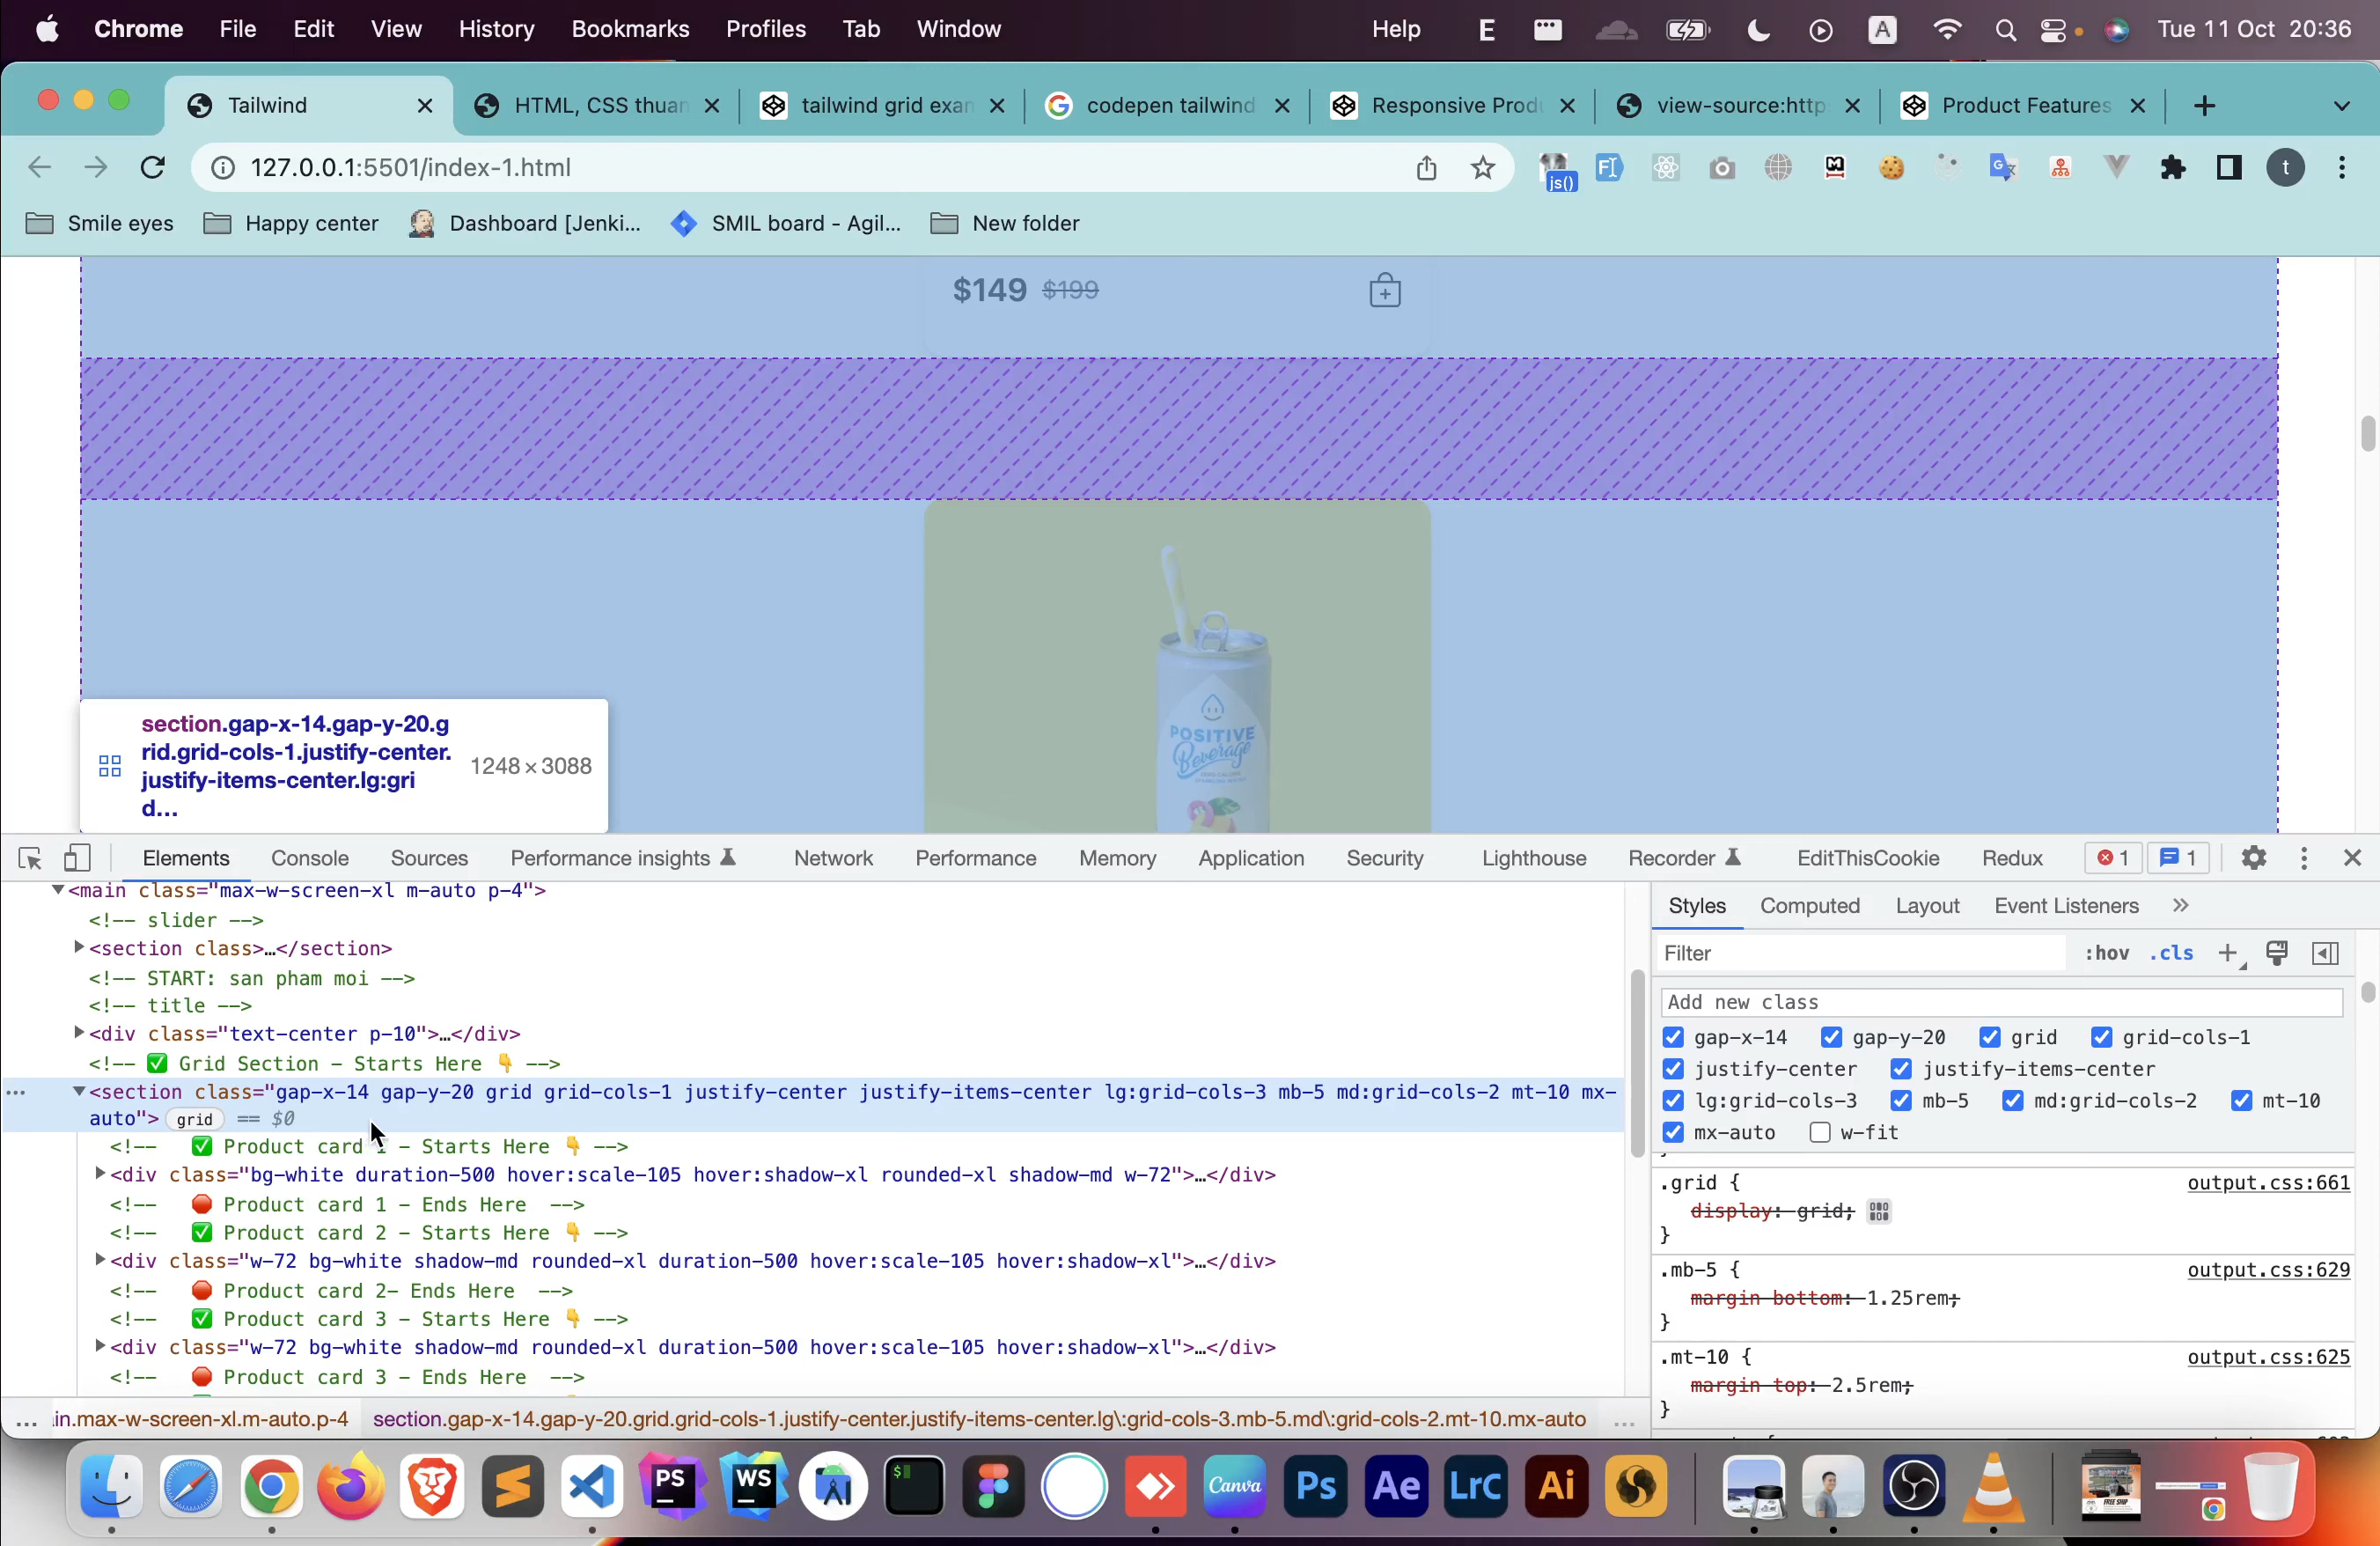 Chrome File Edit View History Bookmarks Profiles Tab Window Help E A Tue 11 Oct 20:36
Tailwind HTML, CSS thuan tailwind grid exan codepen tailwind Responsive Produ view-source:http Product Features
127.0.0.1:5501/index-1.html js() t
Smile eyes Happy center Dashboard [Jenki... SMIL board - Agil... New folder
$149 $199
POSITIVE
Beverage
section.gap-x-14.gap-y-20.g
rid.grid-cols-1.justify-center.
justify-items-center.lg:gri
d...
1248 × 3088
Elements Console Sources Performance insights Network Performance Memory Application Security Lighthouse Recorder EditThisCookie Redux 1 1
<main class="max-w-screen-xl m-auto p-4">
<!-- slider -->
<section class>…</section>
<!-- START: san pham moi -->
<!-- title -->
<div class="text-center p-10">…</div>
<!-- ✅ Grid Section - Starts Here 👇 -->
<section class="gap-x-14 gap-y-20 grid grid-cols-1 justify-center justify-items-center lg:grid-cols-3 mb-5 md:grid-cols-2 mt-10 mx-
auto"> grid == $0
<!-- ✅ Product card 1 - Starts Here 👇 -->
<div class="bg-white duration-500 hover:scale-105 hover:shadow-xl rounded-xl shadow-md w-72">…</div>
<!-- 🛑 Product card 1 - Ends Here -->
<!-- ✅ Product card 2 - Starts Here 👇 -->
<div class="w-72 bg-white shadow-md rounded-xl duration-500 hover:scale-105 hover:shadow-xl">…</div>
<!-- 🛑 Product card 2- Ends Here -->
<!-- ✅ Product card 3 - Starts Here 👇 -->
<div class="w-72 bg-white shadow-md rounded-xl duration-500 hover:scale-105 hover:shadow-xl">…</div>
<!-- 🛑 Product card 3 - Ends Here -->
... in.max-w-screen-xl.m-auto.p-4 section.gap-x-14.gap-y-20.grid.grid-cols-1.justify-center.justify-items-center.lg\:grid-cols-3.mb-5.md\:grid-cols-2.mt-10.mx-auto ...
Styles Computed Layout Event Listeners
Filter :hov .cls
Add new class
gap-x-14 gap-y-20 grid grid-cols-1
justify-center justify-items-center
lg:grid-cols-3 mb-5 md:grid-cols-2 mt-10
mx-auto w-fit
}
.grid { output.css:661
display: grid;
}
.mb-5 { output.css:629
margin-bottom: 1.25rem;
}
.mt-10 { output.css:625
margin-top: 2.5rem;
}
PS WS $ Canva Ps Ae LrC Ai FREE SHIP